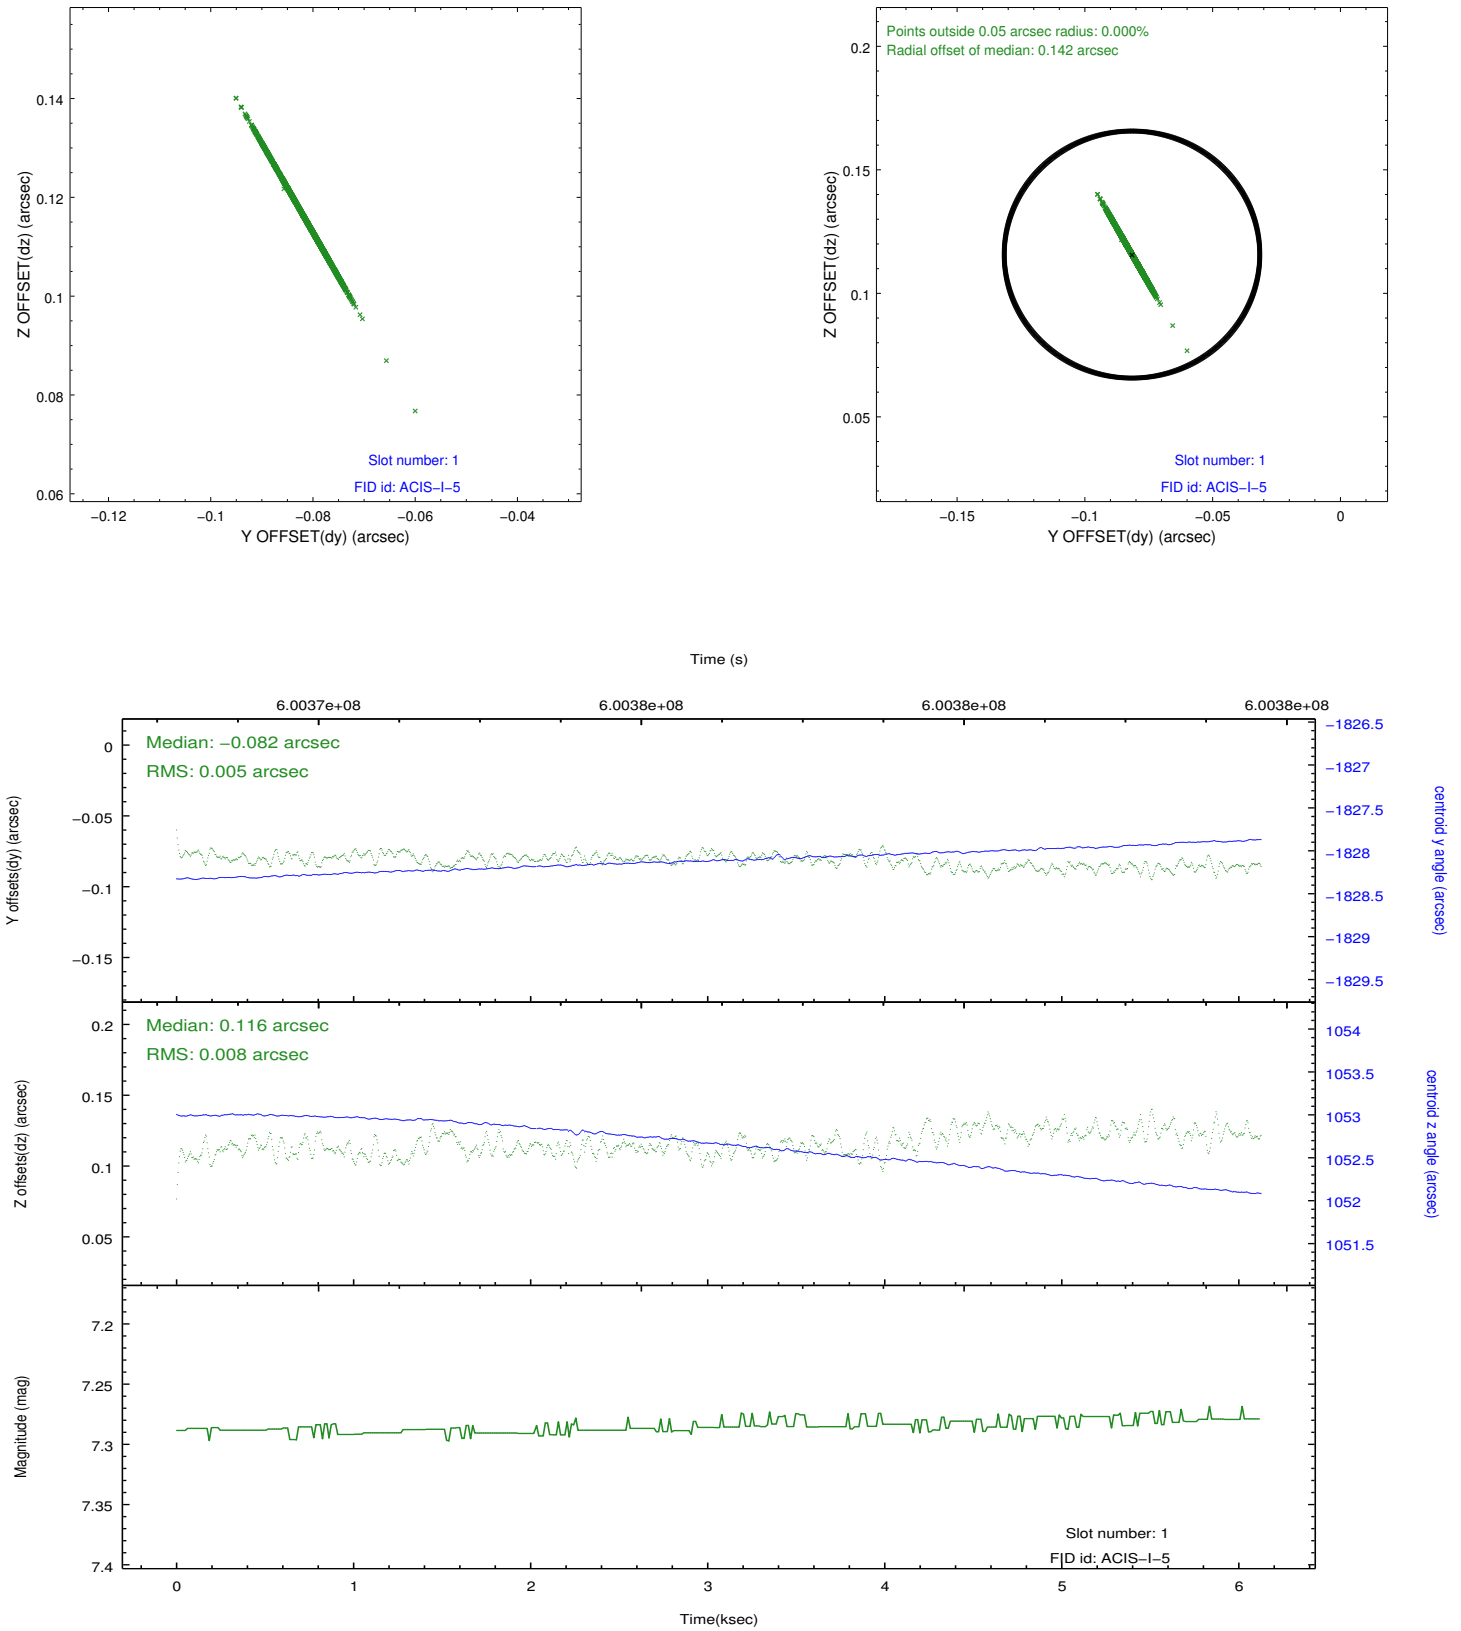 0.14
0.12
0.1
0.08
0.06
Z OFFSET(dz) (arcsec)
−0.12
−0.1
−0.08
−0.06
−0.04
Y OFFSET(dy) (arcsec)
Slot number: 1
FID id: ACIS−I−5
Points outside 0.05 arcsec radius: 0.000%
Radial offset of median: 0.142 arcsec
0.2
0.15
0.1
0.05
Z OFFSET(dz) (arcsec)
−0.15
−0.1
−0.05
0
Y OFFSET(dy) (arcsec)
Slot number: 1
FID id: ACIS−I−5
Time (s)
6.0037e+08
6.0038e+08
6.0038e+08
6.0038e+08
Median: −0.082 arcsec
RMS: 0.005 arcsec
0
−0.05
−0.1
−0.15
Y offsets(dy) (arcsec)
−1826.5
−1827
−1827.5
−1828
−1828.5
−1829
−1829.5
centroid y angle (arcsec)
Median: 0.116 arcsec
RMS: 0.008 arcsec
0.2
0.15
0.1
0.05
Z offsets(dz) (arcsec)
1054
1053.5
1053
1052.5
1052
1051.5
centroid z angle (arcsec)
7.2
7.25
7.3
7.35
7.4
Magnitude (mag)
Slot number: 1
FID id: ACIS−I−5
0
1
2
3
4
5
6
Time(ksec)